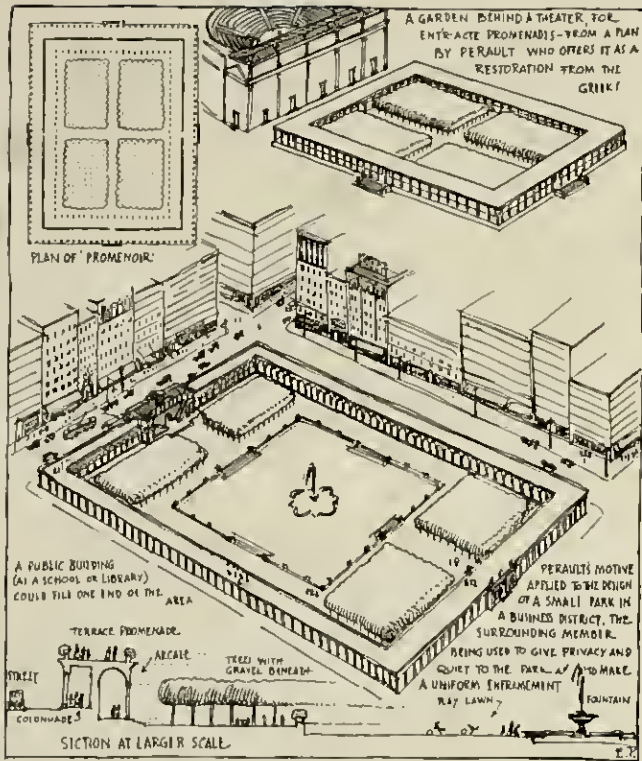 A GARDEN BEHIND A THEATER, FOR
ENTR'ACTE PROMENADES - FROM A PLAN
BY PERAULT WHO OFFERS IT AS A
RESTORATION FROM THE
GREEKS
PLAN OF 'PROMENOIR'
A PUBLIC BUILDING
(AS A SCHOOL OR LIBRARY)
COULD FILL ONE END OF THE
AREA
PERAULT'S MOTIVE
APPLIED TO THE DESIGN
OF A SMALL PARK IN
A BUSINESS DISTRICT, THE
SURROUNDING MEMBER
BEING USED TO GIVE PRIVACY AND
QUIET TO THE PARK AND TO MAKE
A UNIFORM ENFRAMEMENT
TERRACE PROMENADE
ARCADE
STREET
COLONNADES
TREES WITH
GRAVEL BENEATH
PLAY LAWN
FOUNTAIN
SECTION AT LARGER SCALE